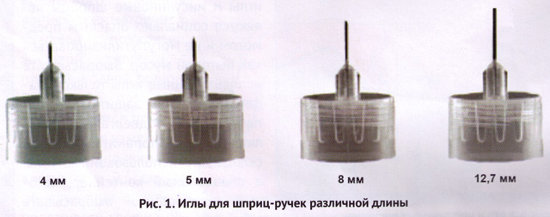 4 мм 5 мм 8 мм 12,7 мм
Рис. 1. Иглы для шприц-ручек различной длины